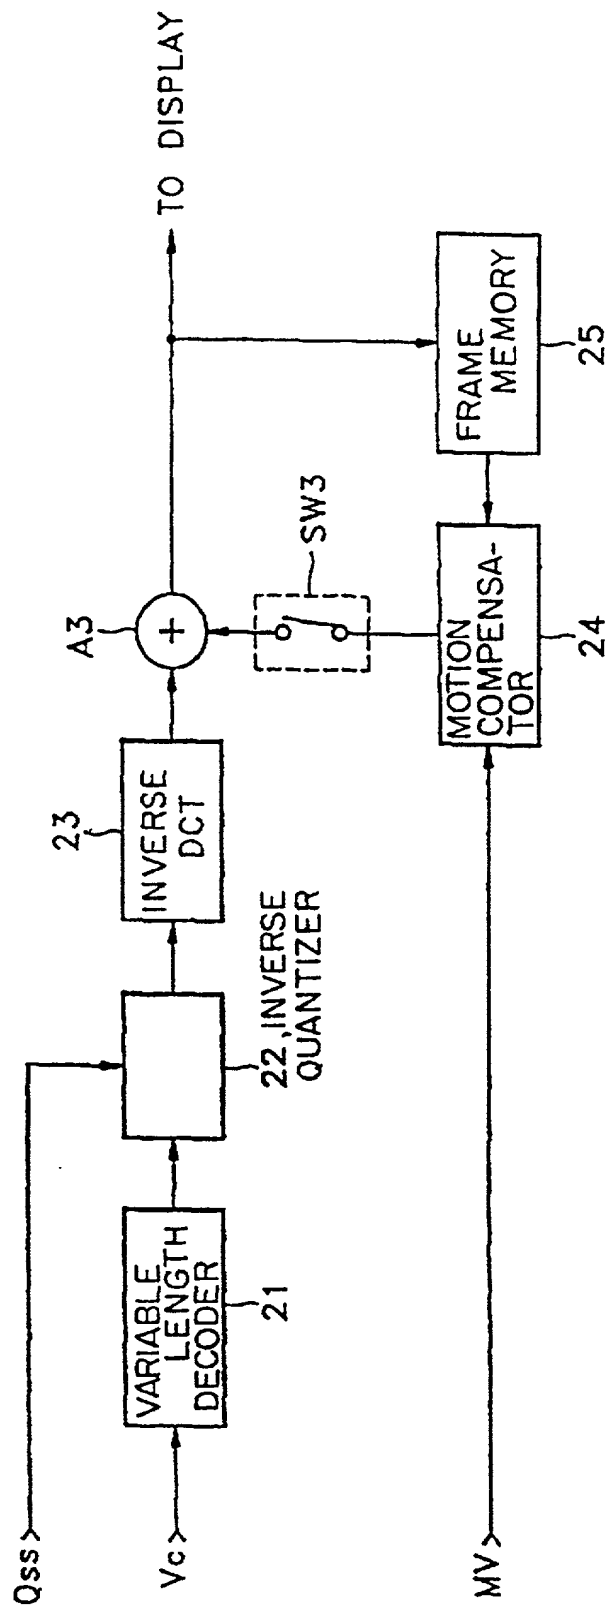 Qss
Vc
MV
VARIABLE
LENGTH
DECODER
21
22, INVERSE
QUANTIZER
INVERSE
DCT
23
A3
SW3
MOTION
COMPENSA-
TOR
24
FRAME
MEMORY
25
TO DISPLAY